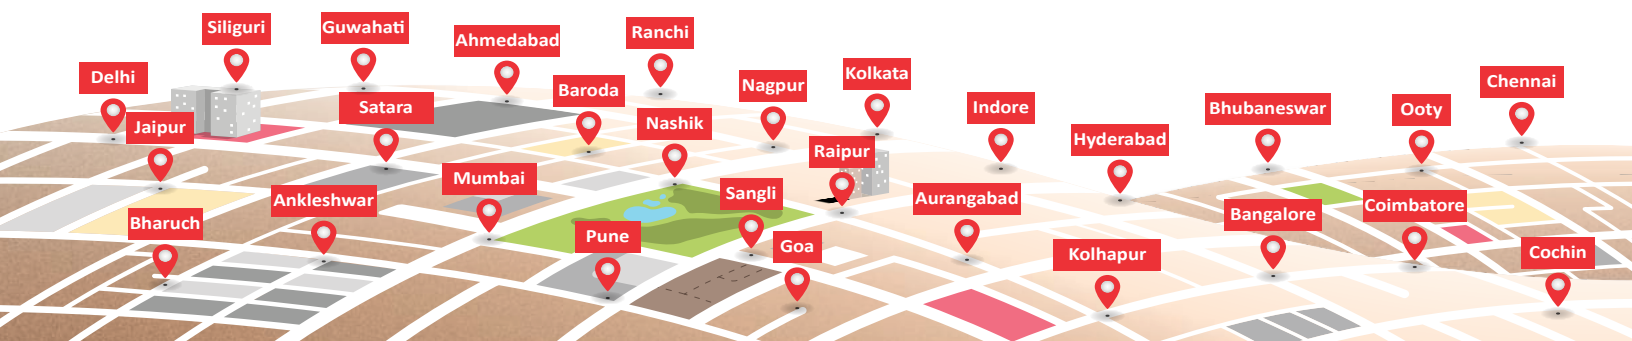 Siliguri
Guwahati
Ahmedabad
Ranchi
Delhi
Satara
Baroda
Nagpur
Kolkata
Indore
Bhubaneswar
Ooty
Chennai
Jaipur
Nashik
Raipur
Hyderabad
Mumbai
Ankleshwar
Sangli
Aurangabad
Bangalore
Coimbatore
Bharuch
Pune
Goa
Kolhapur
Cochin